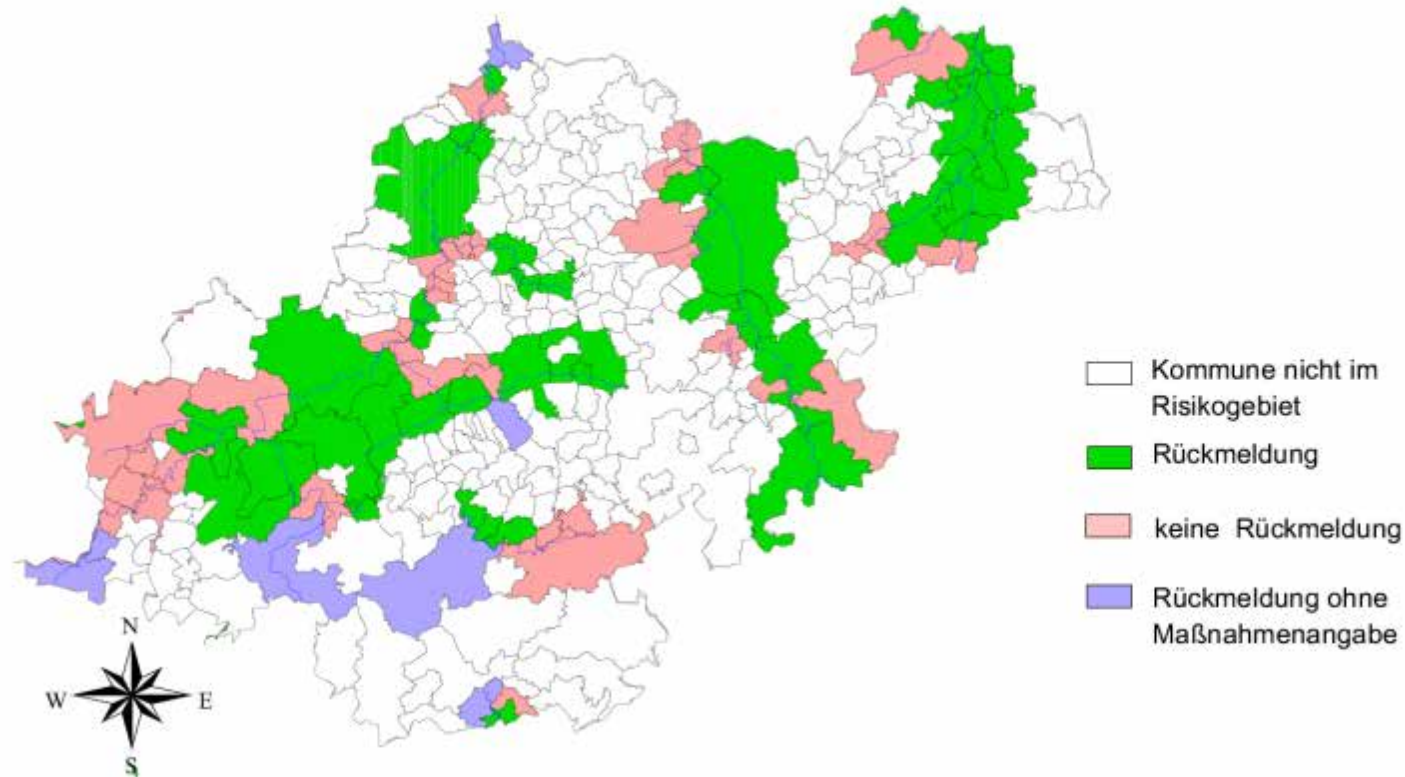 Kommune nicht im
Risikogebiet
Rückmeldung
keine Rückmeldung
Rückmeldung ohne
Maßnahmenangabe
N
W E
S